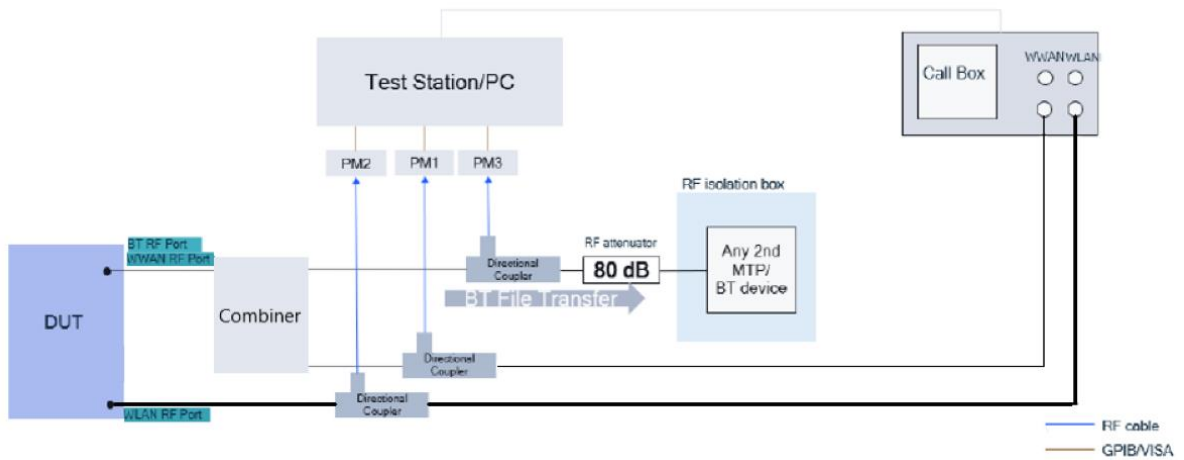 Test Station/PC
Call Box
WWAN
WLAN
PM2
PM1
PM3
RF isolation box
BT RF Port
WWAN RF Port
RF attenuator
Directional
Coupler
80 dB
Any 2nd
MTP/
BT device
BT File Transfer
DUT
Combiner
Directional
Coupler
Directional
Coupler
WLAN RF Port
RF cable
GPIB/VISA